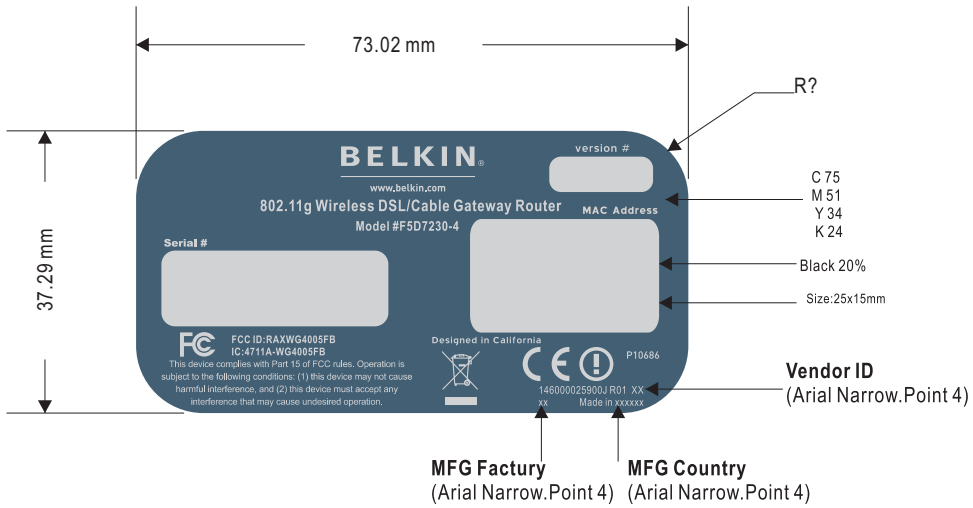 73.02 mm
R?
37.29 mm
BELKIN®
www.belkin.com
802.11g Wireless DSL/Cable Gateway Router
Model #F5D7230-4
version #
MAC Address
Serial #
C 75
M 51
Y 34
K 24
Black 20%
Size:25x15mm
FC FCC ID:RAXWG4005FB
IC:4711A-WG4005FB
This device complies with Part 15 of FCC rules. Operation is
subject to the following conditions: (1) this device may not cause
harmful interference, and (2) this device must accept any
interference that may cause undesired operation.
Designed in California
CE
P10686
146000025900J R01 XX
xx Made in xxxxxx
Vendor ID
(Arial Narrow.Point 4)
MFG Factury
(Arial Narrow.Point 4)
MFG Country
(Arial Narrow.Point 4)